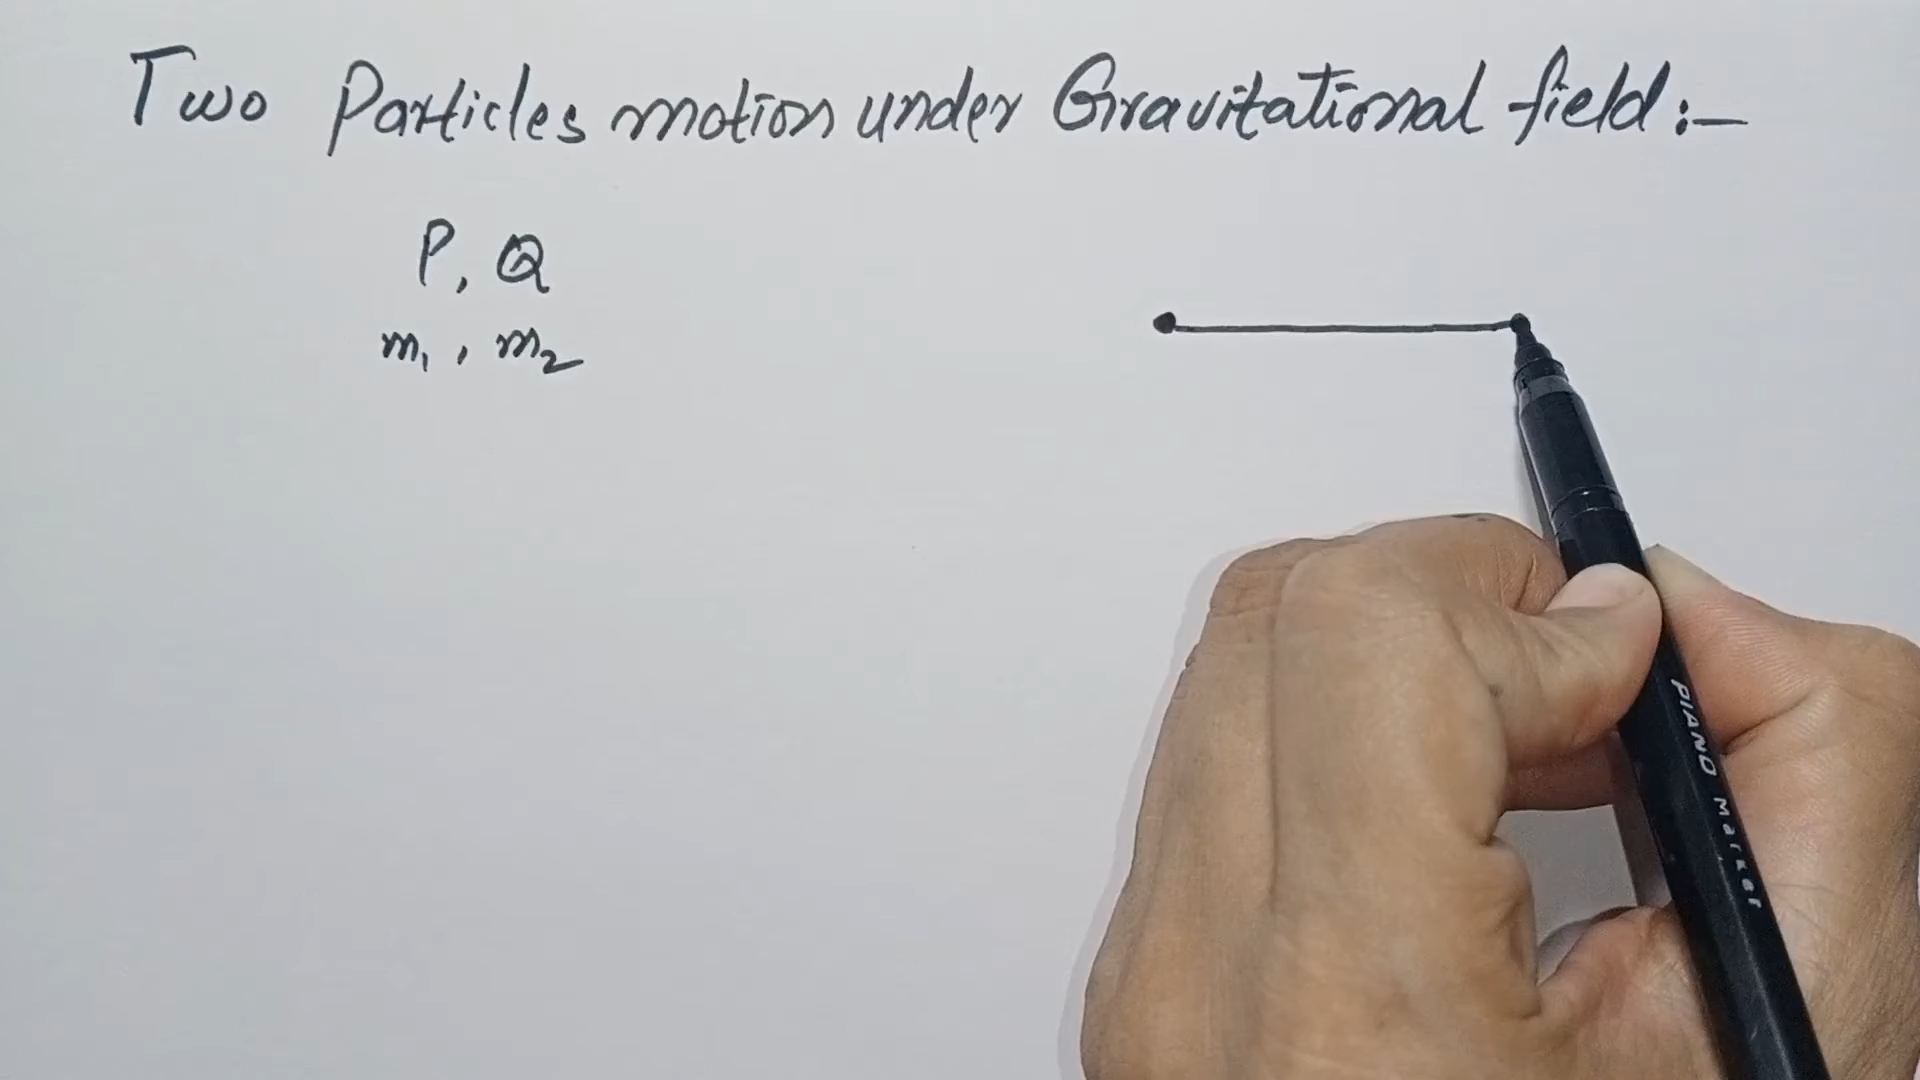 Two Particles motion under Gravitational field:-
P, Q
m₁, m₂
PIANO Marker